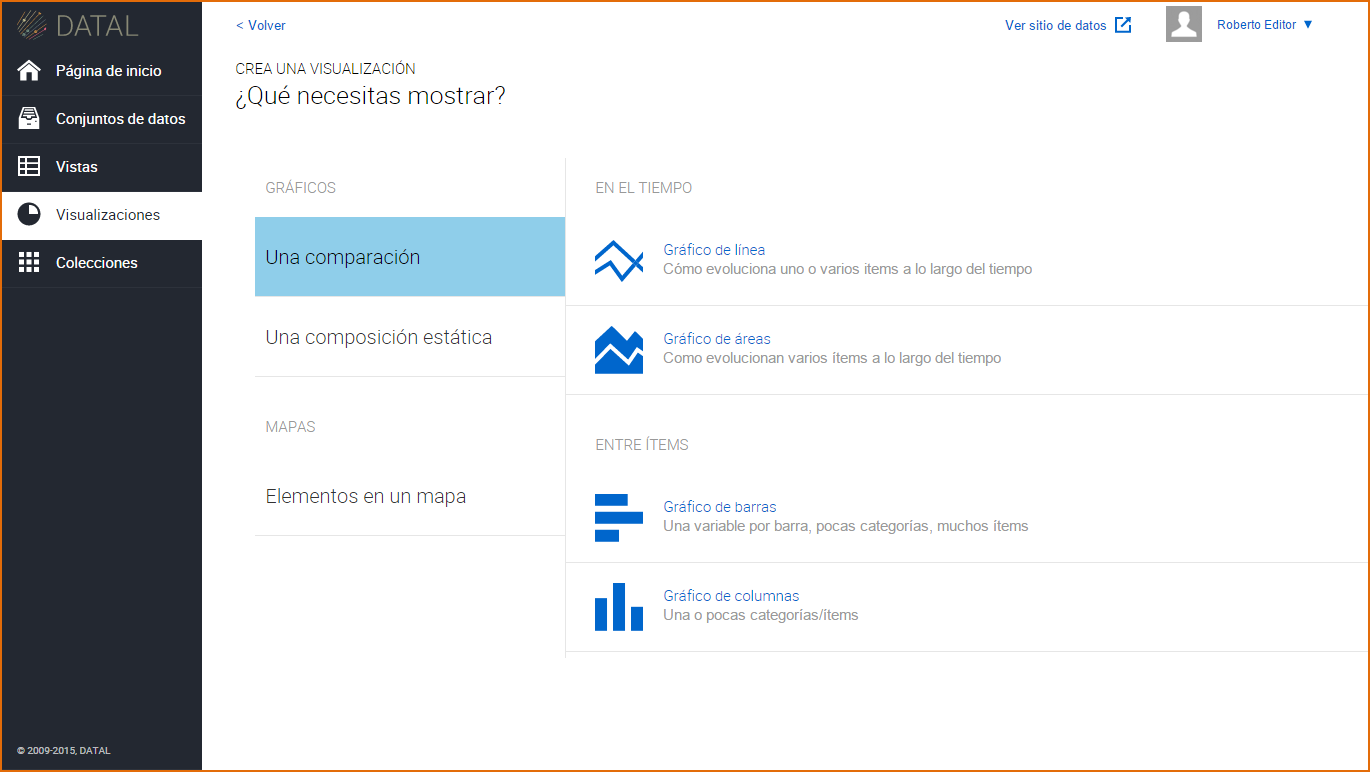 DATAL
Página de inicio
Conjuntos de datos
Vistas
Visualizaciones
Colecciones
© 2009-2015, DATAL
< Volver
Ver sitio de datos
Roberto Editor ▼
CREA UNA VISUALIZACIÓN
¿Qué necesitas mostrar?
GRÁFICOS
Una comparación
Una composición estática
MAPAS
Elementos en un mapa
EN EL TIEMPO
Gráfico de línea
Cómo evoluciona uno o varios items a lo largo del tiempo
Gráfico de áreas
Como evolucionan varios ítems a lo largo del tiempo
ENTRE ÍTEMS
Gráfico de barras
Una variable por barra, pocas categorías, muchos ítems
Gráfico de columnas
Una o pocas categorías/ítems